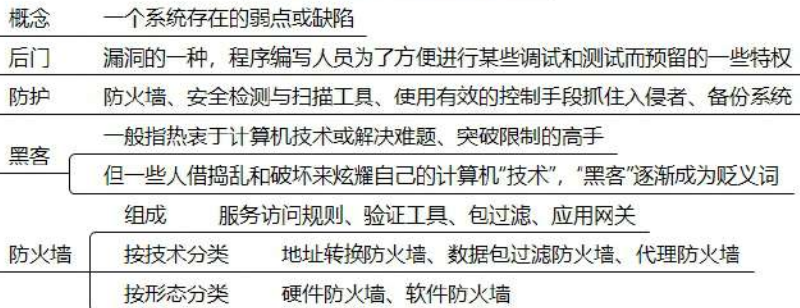 概念 一个系统存在的弱点或缺陷
后门 漏洞的一种，程序编写人员为了方便进行某些调试和测试而预留的一些特权
防护 防火墙、安全检测与扫描工具、使用有效的控制手段抓住入侵者、备份系统
黑客
一般指热衷于计算机技术或解决难题、突破限制的高手
但一些人借捣乱和破坏来炫耀自己的计算机“技术”，“黑客”逐渐成为贬义词
防火墙
组成 服务访问规则、验证工具、包过滤、应用网关
按技术分类 地址转换防火墙、数据包过滤防火墙、代理防火墙
按形态分类 硬件防火墙、软件防火墙